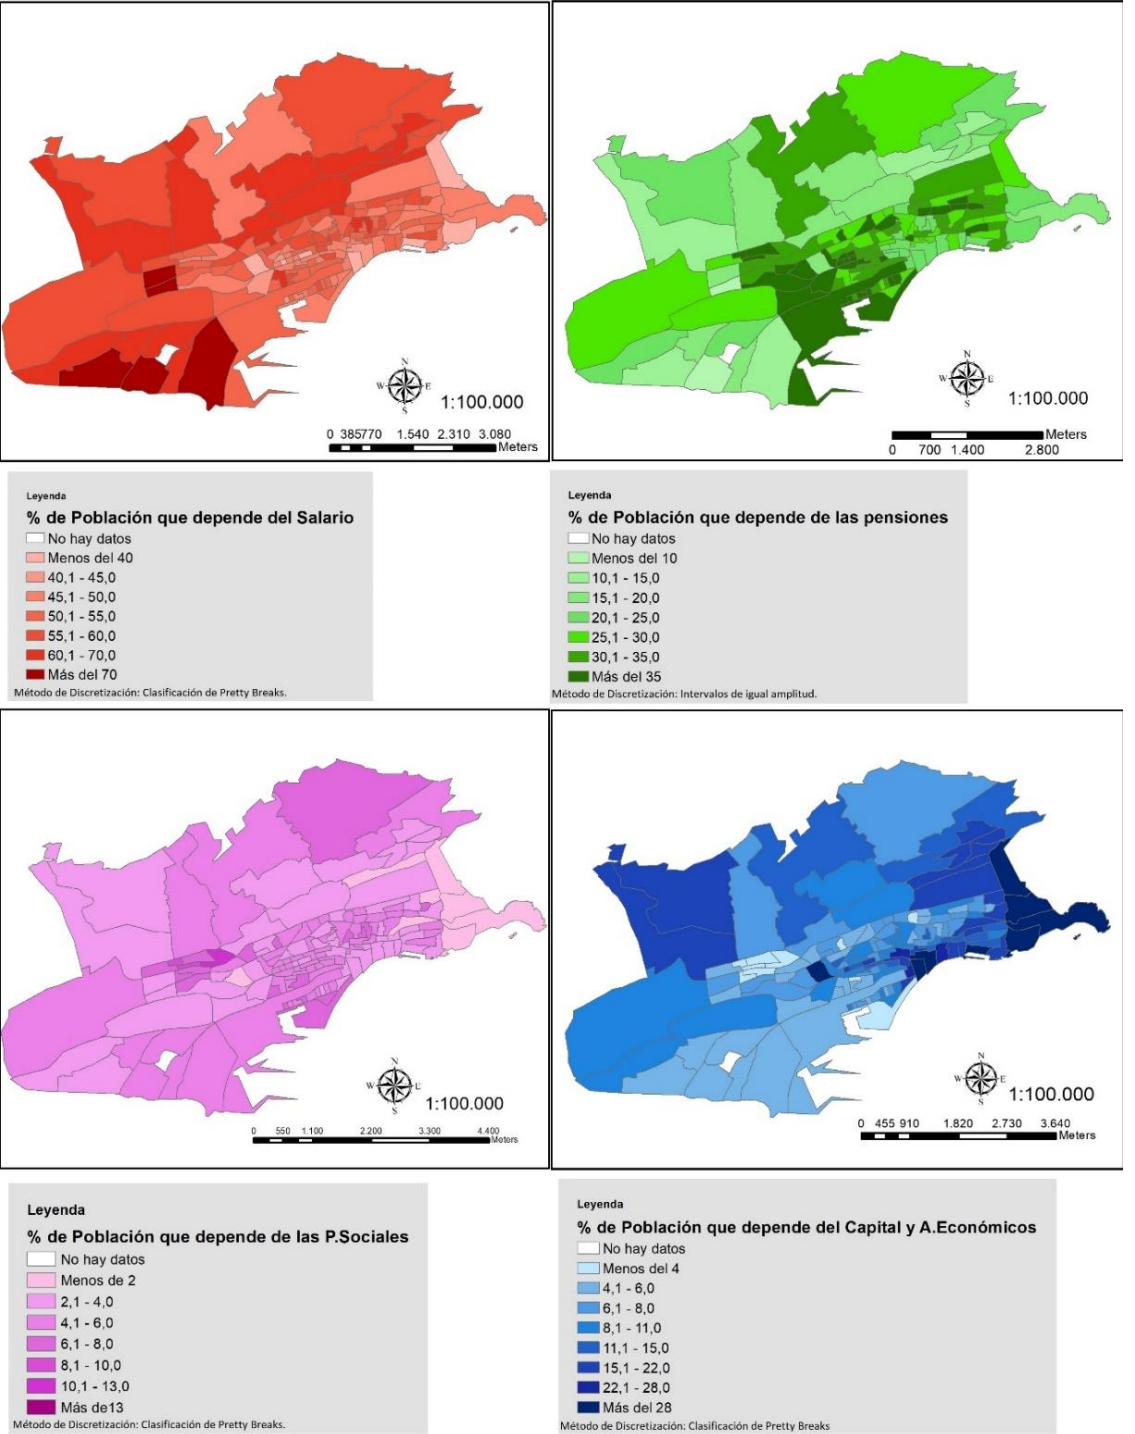 N
W E
S
1:100.000
0 385770 1.540 2.310 3.080
Meters
N
W E
S
1:100.000
Meters
0 700 1.400 2.800
Leyenda
% de Población que depende del Salario
No hay datos
Menos del 40
40,1 - 45,0
45,1 - 50,0
50,1 - 55,0
55,1 - 60,0
60,1 - 70,0
Más del 70
Método de Discretización: Clasificación de Pretty Breaks.
Leyenda
% de Población que depende de las pensiones
No hay datos
Menos del 10
10,1 - 15,0
15,1 - 20,0
20,1 - 25,0
25,1 - 30,0
30,1 - 35,0
Más del 35
Método de Discretización: Intervalos de igual amplitud.
N
W E
S
1:100.000
0 550 1.100 2.200 3.300 4.400
Meters
N
W E
S
1:100.000
0 455 910 1.820 2.730 3.640
Meters
Leyenda
% de Población que depende de las P.Sociales
No hay datos
Menos de 2
2,1 - 4,0
4,1 - 6,0
6,1 - 8,0
8,1 - 10,0
10,1 - 13,0
Más de13
Método de Discretización: Clasificación de Pretty Breaks.
Leyenda
% de Población que depende del Capital y A.Económicos
No hay datos
Menos del 4
4,1 - 6,0
6,1 - 8,0
8,1 - 11,0
11,1 - 15,0
15,1 - 22,0
22,1 - 28,0
Más del 28
Método de Discretización: Clasificación de Pretty Breaks